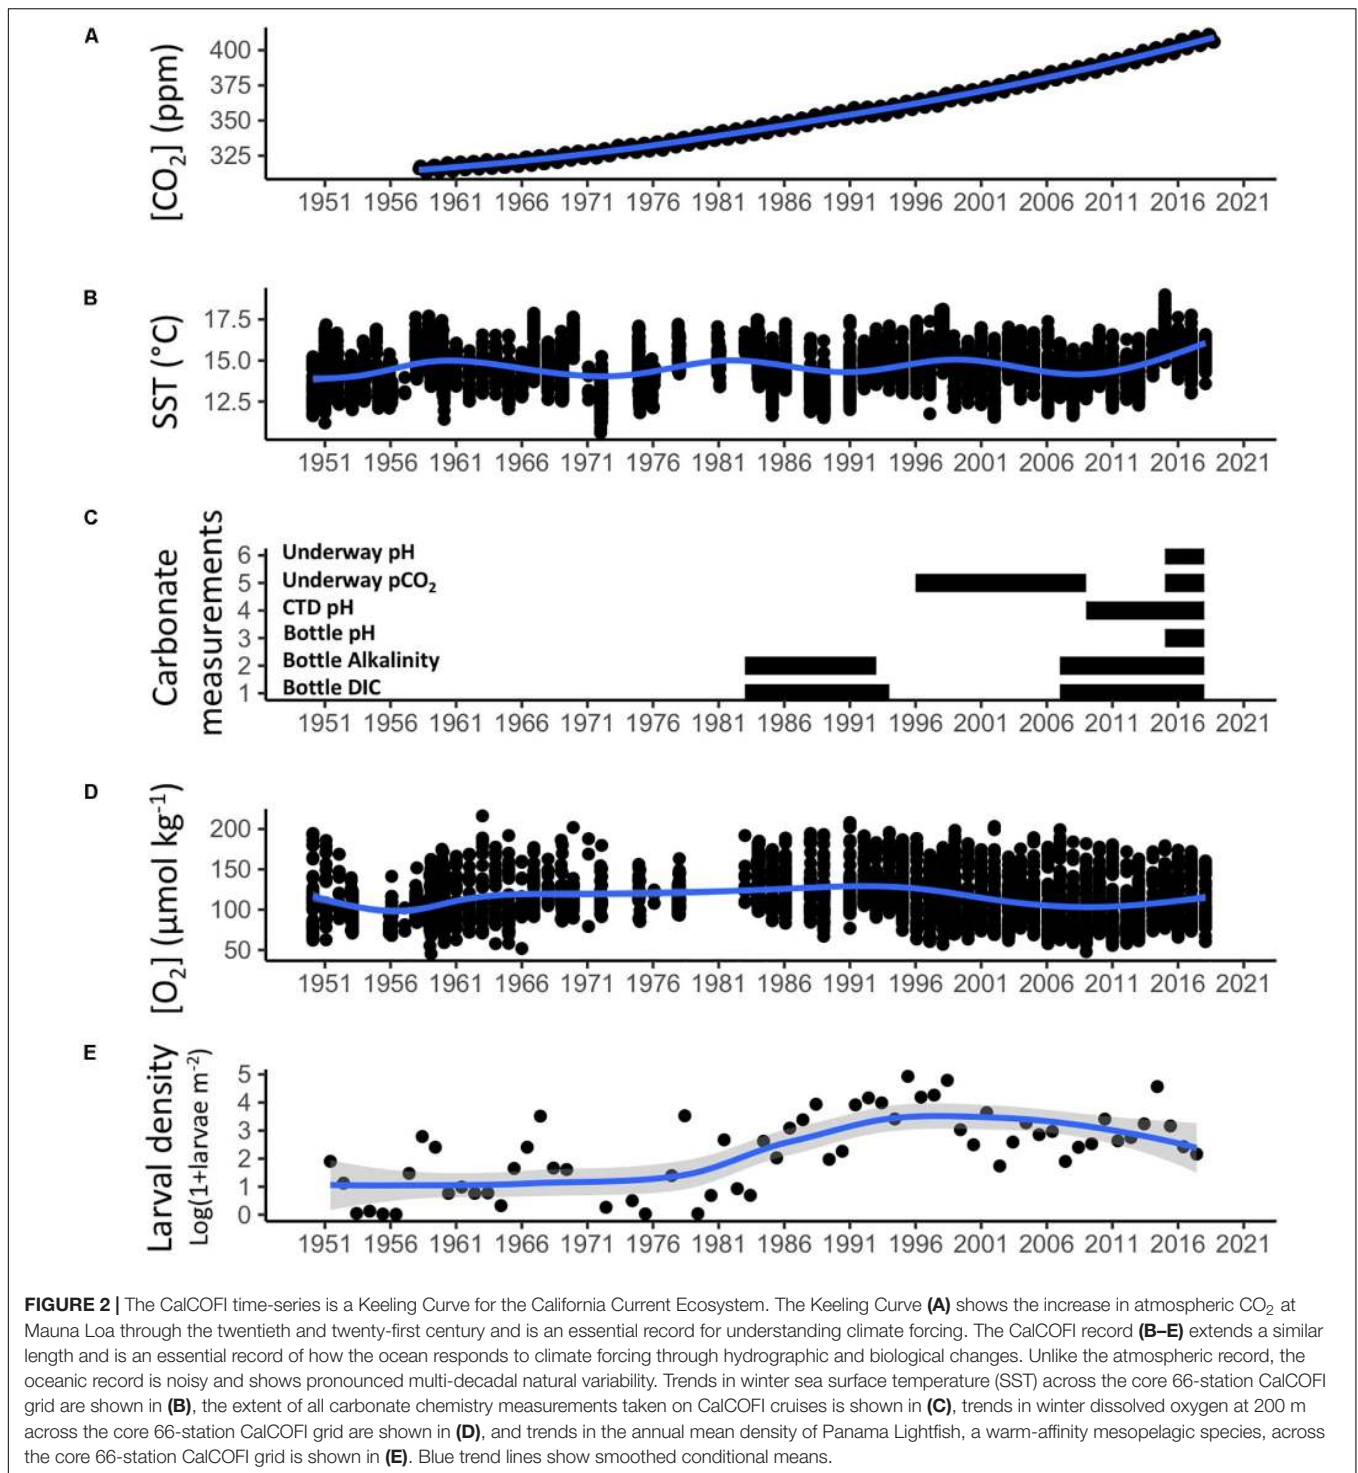 A
[CO2] (ppm)
400
375
350
325
1951 1956 1961 1966 1971 1976 1981 1986 1991 1996 2001 2006 2011 2016 2021
B
SST (°C)
17.5
15.0
12.5
1951 1956 1961 1966 1971 1976 1981 1986 1991 1996 2001 2006 2011 2016 2021
C
Carbonate
measurements
6 Underway pH
5 Underway pCO2
4 CTD pH
3 Bottle pH
2 Bottle Alkalinity
1 Bottle DIC
1951 1956 1961 1966 1971 1976 1981 1986 1991 1996 2001 2006 2011 2016 2021
D
[O2] (µmol kg-1)
200
150
100
50
1951 1956 1961 1966 1971 1976 1981 1986 1991 1996 2001 2006 2011 2016 2021
E
Larval density
Log(1+larvae m-2)
5
4
3
2
1
0
1951 1956 1961 1966 1971 1976 1981 1986 1991 1996 2001 2006 2011 2016 2021
FIGURE 2 | The CalCOFI time-series is a Keeling Curve for the California Current Ecosystem. The Keeling Curve (A) shows the increase in atmospheric CO2 at
Mauna Loa through the twentieth and twenty-first century and is an essential record for understanding climate forcing. The CalCOFI record (B–E) extends a similar
length and is an essential record of how the ocean responds to climate forcing through hydrographic and biological changes. Unlike the atmospheric record, the
oceanic record is noisy and shows pronounced multi-decadal natural variability. Trends in winter sea surface temperature (SST) across the core 66-station CalCOFI
grid are shown in (B), the extent of all carbonate chemistry measurements taken on CalCOFI cruises is shown in (C), trends in winter dissolved oxygen at 200 m
across the core 66-station CalCOFI grid are shown in (D), and trends in the annual mean density of Panama Lightfish, a warm-affinity mesopelagic species, across
the core 66-station CalCOFI grid is shown in (E). Blue trend lines show smoothed conditional means.